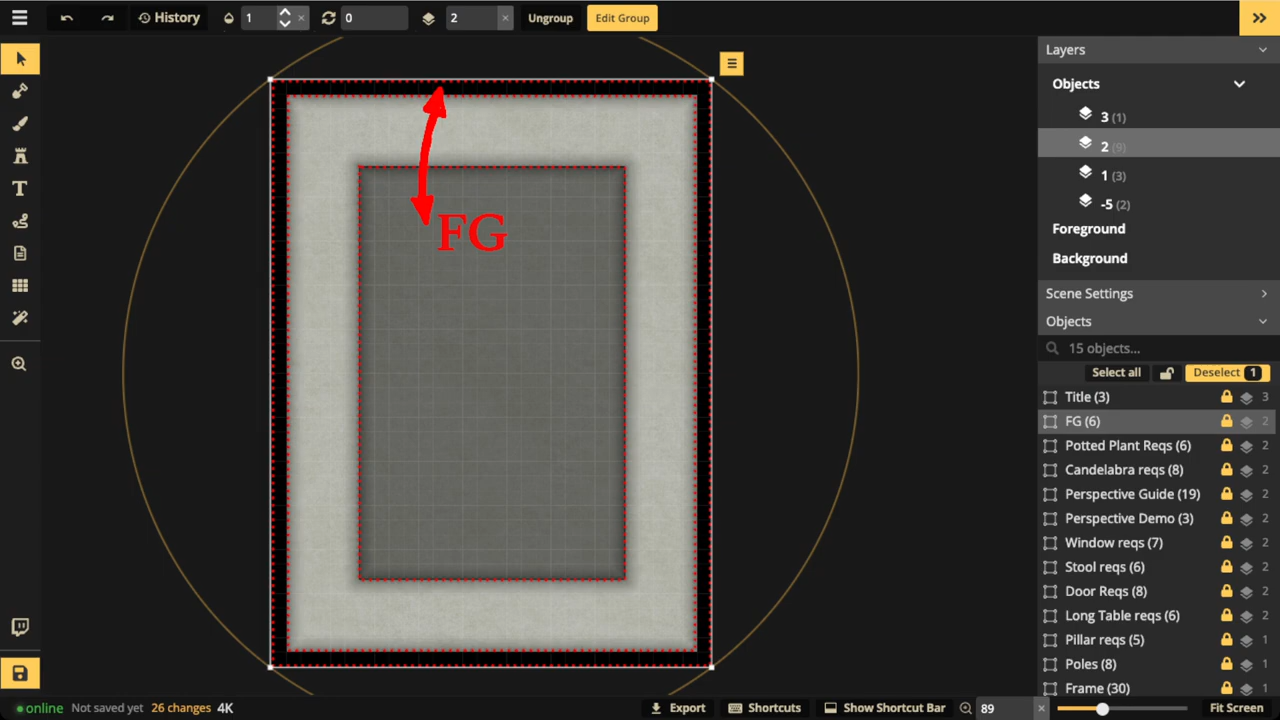 History 1 × 0 2 × Ungroup Edit Group
Layers
Objects
3 (1)
2 (9)
1 (3)
-5 (2)
Foreground
Background
Scene Settings
Objects
15 objects...
Select all Deselect 1
Title (3) 3
FG (6) 2
Potted Plant Reqs (6) 2
Candelabra reqs (8) 2
Perspective Guide (19) 2
Perspective Demo (3) 2
Window reqs (7) 2
Stool reqs (6) 2
Door Reqs (8) 2
Long Table reqs (6) 2
Pillar reqs (5) 1
Poles (8) 1
Frame (30) 1
FG
T
online Not saved yet 26 changes 4K Export Shortcuts Show Shortcut Bar 89 × Fit Screen